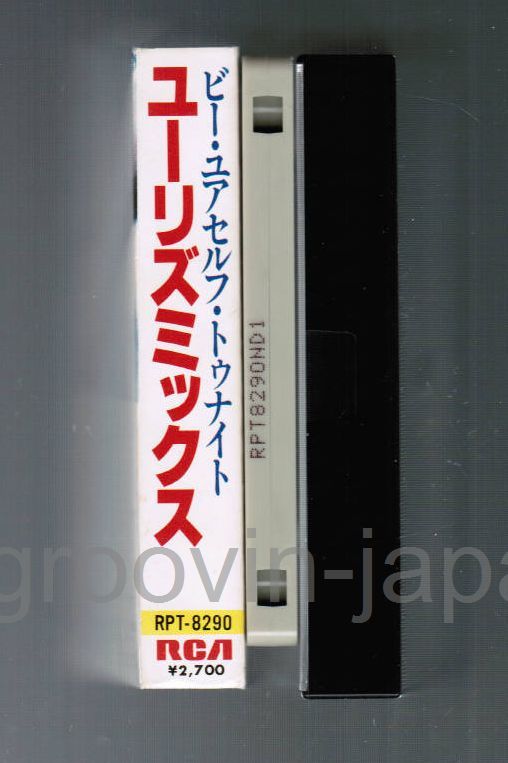 ビー・ユアセルフ・トゥナイト
ユーリズミックス
RPT-8290
RCA
¥2,700
RPT8290ND1
groovin-japa